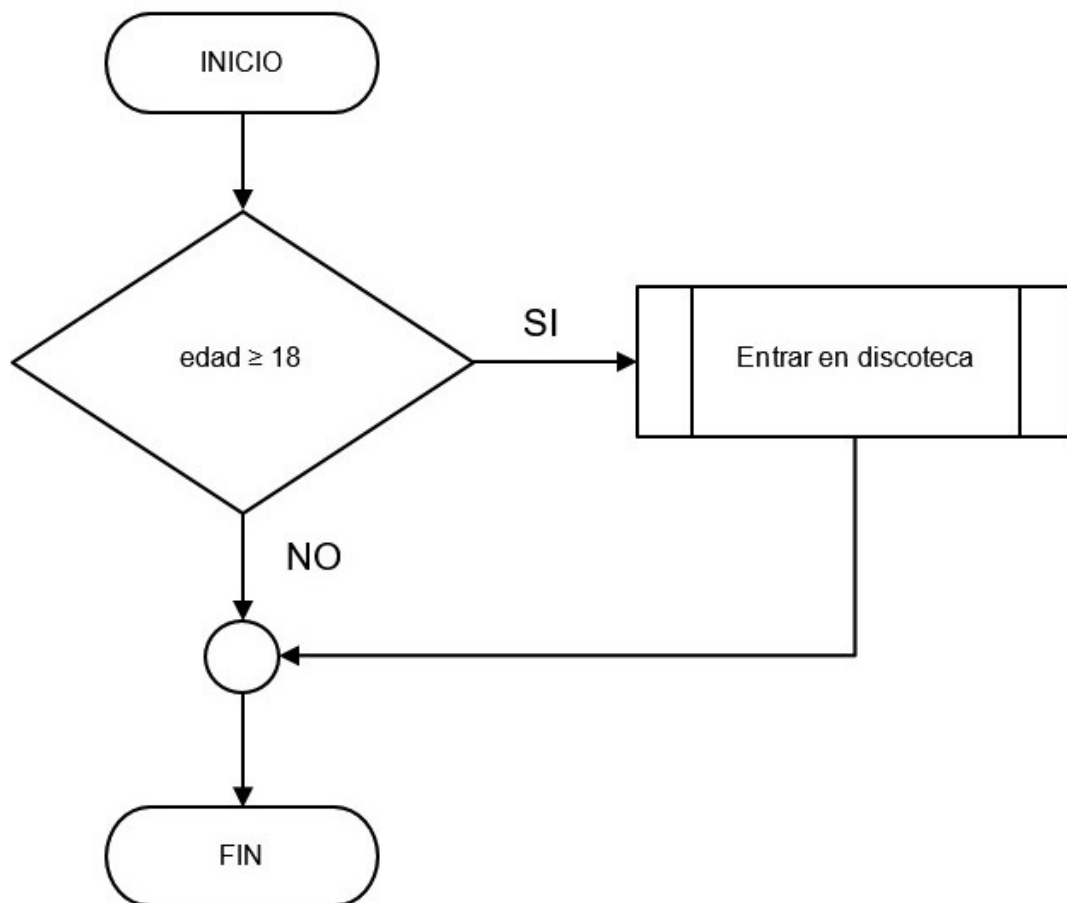 INICIO
edad ≥ 18
SI
Entrar en discoteca
NO
FIN